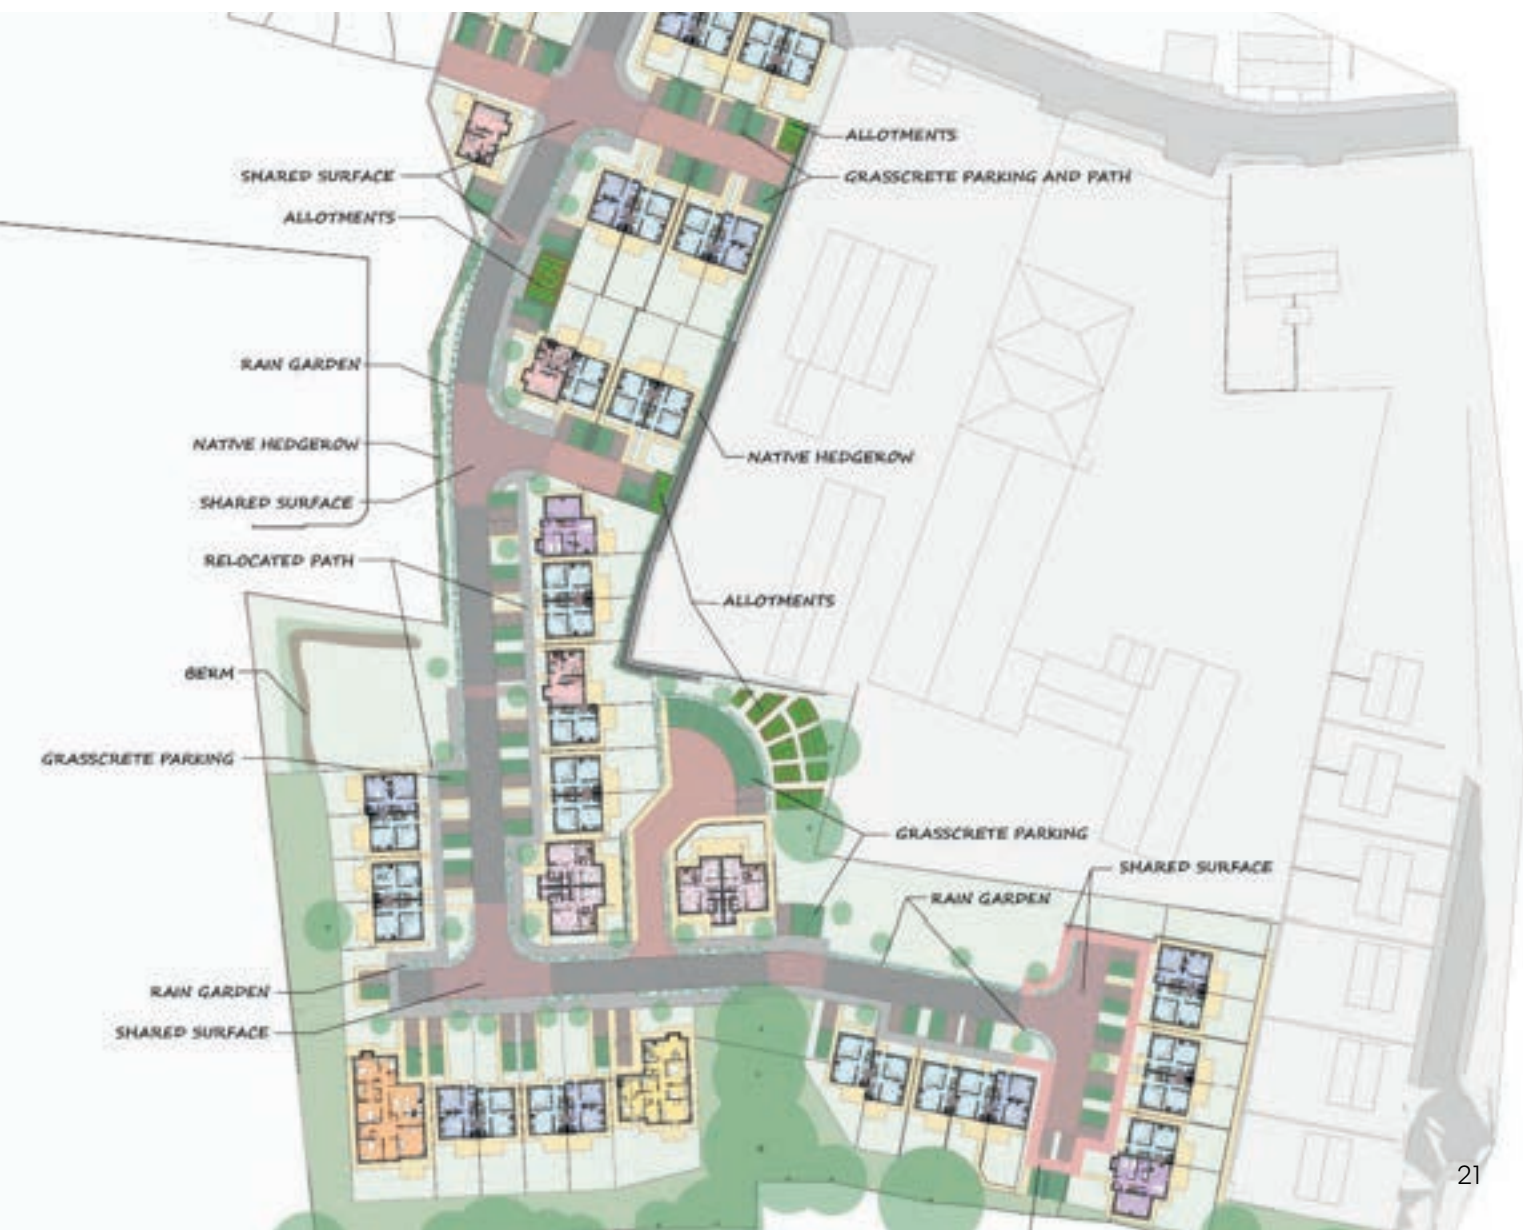 ALLOTMENTS
SHARED SURFACE
GRASSCRETE PARKING AND PATH
ALLOTMENTS
RAIN GARDEN
NATIVE HEDGEROW
NATIVE HEDGEROW
SHARED SURFACE
RELOCATED PATH
ALLOTMENTS
BERM
GRASSCRETE PARKING
GRASSCRETE PARKING
SHARED SURFACE
RAIN GARDEN
RAIN GARDEN
SHARED SURFACE
21